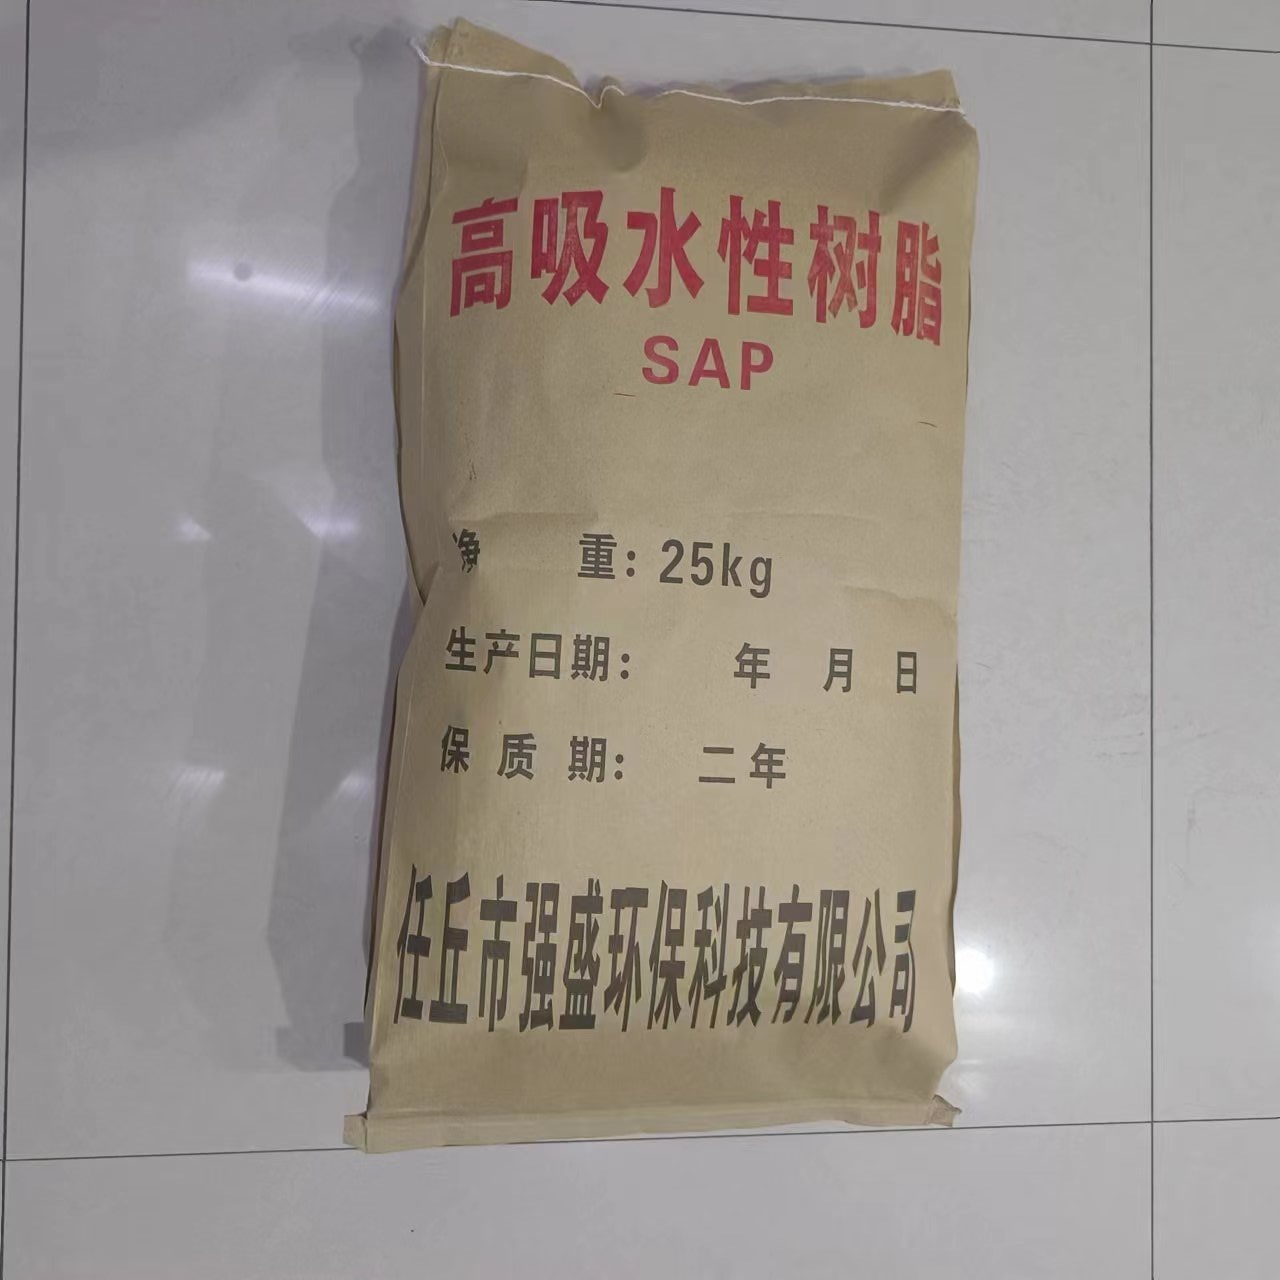 高吸水性树脂
SAP
净 重：25kg
生产日期： 年 月 日
保质期： 二年
任丘市强盛环保科技有限公司